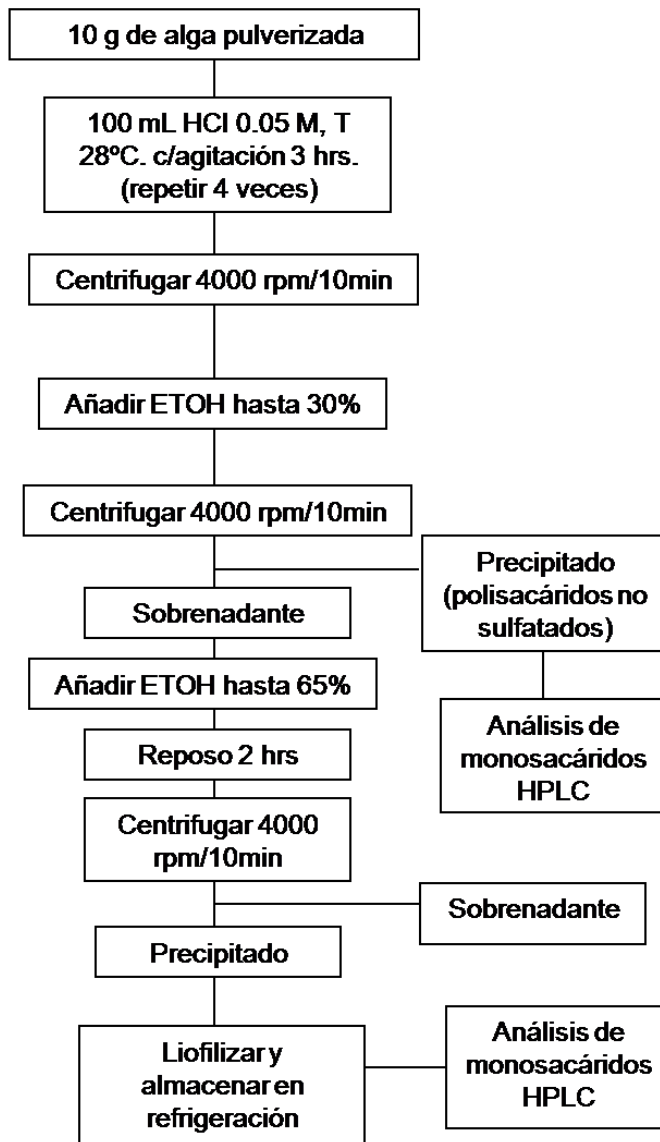 10 g de alga pulverizada
100 mL HCl 0.05 M, T
28ºC. c/agitación 3 hrs.
(repetir 4 veces)
Centrifugar 4000 rpm/10min
Añadir ETOH hasta 30%
Centrifugar 4000 rpm/10min
Precipitado
(polisacáridos no
sulfatados)
Sobrenadante
Añadir ETOH hasta 65%
Análisis de
monosacáridos
HPLC
Reposo 2 hrs
Centrifugar 4000
rpm/10min
Sobrenadante
Precipitado
Liofilizar y
almacenar en
refrigeración
Análisis de
monosacáridos
HPLC